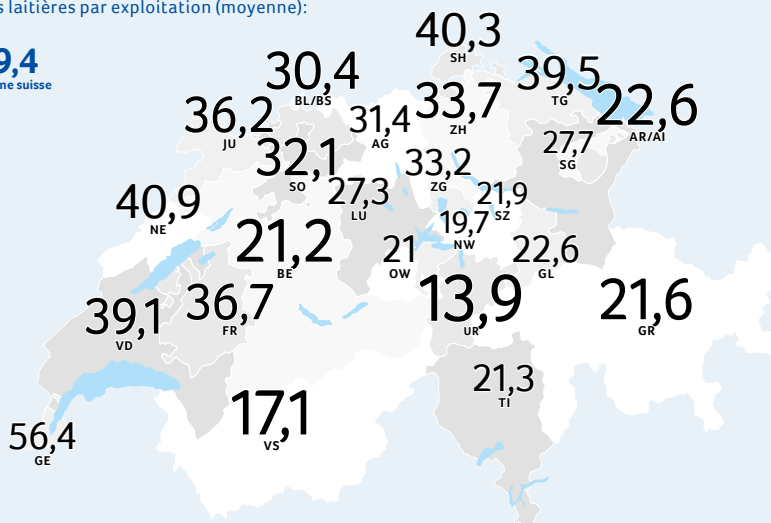 laitières par exploitation (moyenne):
40,3
SH
9,4
suisse
30,4
BL/BS
39,5
TG
33,7
ZH
22,6
AR/AI
36,2
JU
31,4
AG
27,7
SG
32,1
SO
33,2
ZG
27,3
LU
21,9
SZ
40,9
NE
19,7
NW
21,2
BE
21
OW
22,6
GL
39,1
VD
36,7
FR
13,9
UR
21,6
GR
21,3
TI
17,1
VS
56,4
GE